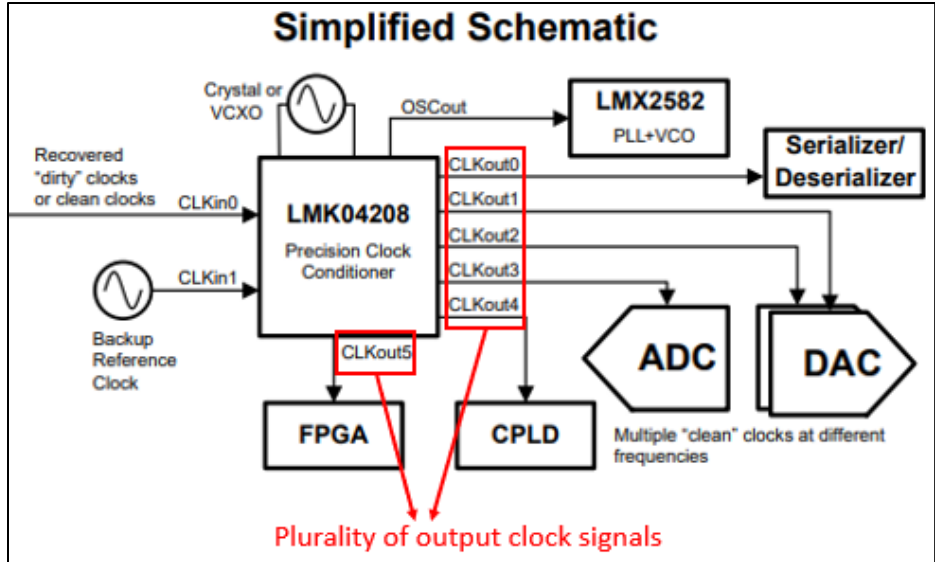 Simplified Schematic
Crystal or
VCXO
OSCout
LMX2582
PLL+VCO
Recovered
"dirty" clocks
or clean clocks
CLKin0
LMK04208
Precision Clock
Conditioner
CLKout0
CLKout1
CLKout2
CLKout3
CLKout4
Serializer/
Deserializer
CLKin1
Backup
Reference
Clock
CLKout5
ADC
DAC
FPGA
CPLD
Multiple "clean" clocks at different
frequencies
Plurality of output clock signals